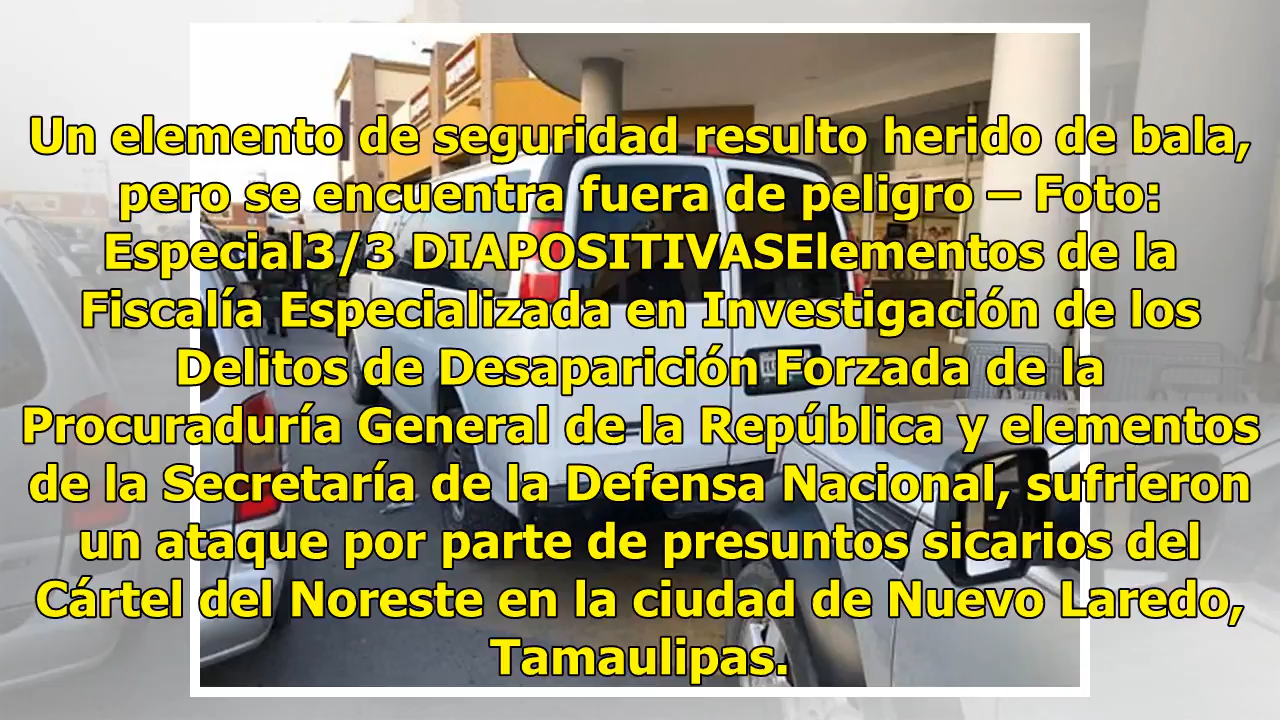 Un elemento de seguridad resulto herido de bala,
pero se encuentra fuera de peligro – Foto:
Especial3/3 DIAPOSITIVASElementos de la
Fiscalía Especializada en Investigación de los
Delitos de Desaparición Forzada de la
Procuraduría General de la República y elementos
de la Secretaría de la Defensa Nacional, sufrieron
un ataque por parte de presuntos sicarios del
Cártel del Noreste en la ciudad de Nuevo Laredo,
Tamaulipas.